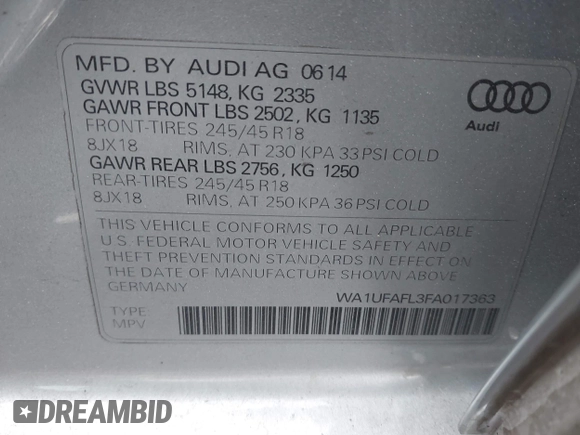 MFD. BY AUDI AG 06 14
GVWR LBS 5148, KG 2335
GAWR FRONT LBS 2502, KG 1135
FRONT-TIRES 245/45 R18
8JX18 RIMS, AT 230 KPA 33 PSI COLD
GAWR REAR LBS 2756, KG 1250
REAR-TIRES 245/45 R18
8JX18 RIMS, AT 250 KPA 36 PSI COLD
Audi
THIS VEHICLE CONFORMS TO ALL APPLICABLE
U.S. FEDERAL MOTOR VEHICLE SAFETY AND
THEFT PREVENTION STANDARDS IN EFFECT ON
THE DATE OF MANUFACTURE SHOWN ABOVE.
GERMANY
WA1UFAFL3FA017363
TYPE:
MPV
DREAMBID